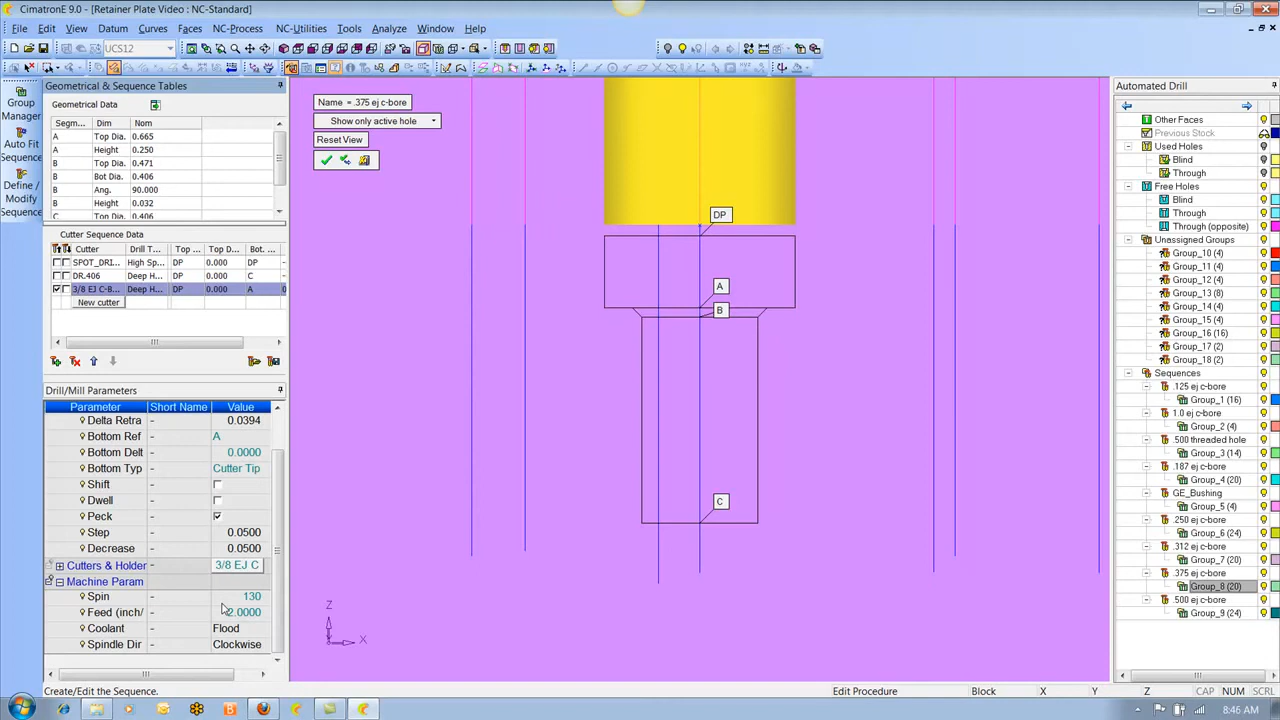 CimatronE 9.0 - [Retainer Plate Video: NC-Standard]
File Edit View Datum Curves Faces NC-Process NC-Utilities Tools Analyze Window Help
UCS12
Group Manager
Auto Fit Sequence
Define / Modify Sequence
Geometrical & Sequence Tables
Geometrical Data
Segm... Dim Nom
A Top Dia. 0.665
A Height 0.250
B Top Dia. 0.471
B Bot Dia. 0.406
B Ang. 90.000
B Height 0.032
C Top Dia. 0.406
Cutter Sequence Data
Cutter Drill T... Top ... Top D... Bot. ...
SPOT_DRI... High Sp... DP 0.000 DP
DR.406 Deep H... DP 0.000 C
3/8 EJ C-B... Deep H... DP 0.000 A 0
New cutter
Drill/Mill Parameters
Parameter Short Name Value
Delta Retra - 0.0394
Bottom Ref - A
Bottom Delt - 0.0000
Bottom Typ - Cutter Tip
Shift -
Dwell -
Peck -
Step - 0.0500
Decrease - 0.0500
Cutters & Holder 3/8 EJ C
Machine Param
Spin - 130
Feed (inch/ - 2.0000
Coolant - Flood
Spindle Dir - Clockwise
Create/Edit the Sequence.
Name = .375 ej c-bore
Show only active hole
Reset View
DP
A
B
C
Z
X
Automated Drill
Other Faces
Previous Stock
Used Holes
Blind
Through
Free Holes
Blind
Through
Through (opposite)
Unassigned Groups
Group_10 (4)
Group_11 (4)
Group_12 (4)
Group_13 (8)
Group_14 (4)
Group_15 (4)
Group_16 (16)
Group_17 (2)
Group_18 (2)
Sequences
.125 ej c-bore
Group_1 (16)
1.0 ej c-bore
Group_2 (4)
.500 threaded hole
Group_3 (14)
.187 ej c-bore
Group_4 (20)
GE_Bushing
Group_5 (4)
.250 ej c-bore
Group_6 (24)
.312 ej c-bore
Group_7 (20)
.375 ej c-bore
Group_8 (20)
.500 ej c-bore
Group_9 (24)
Edit Procedure Block X Y Z CAP NUM SCRL
8:46 AM